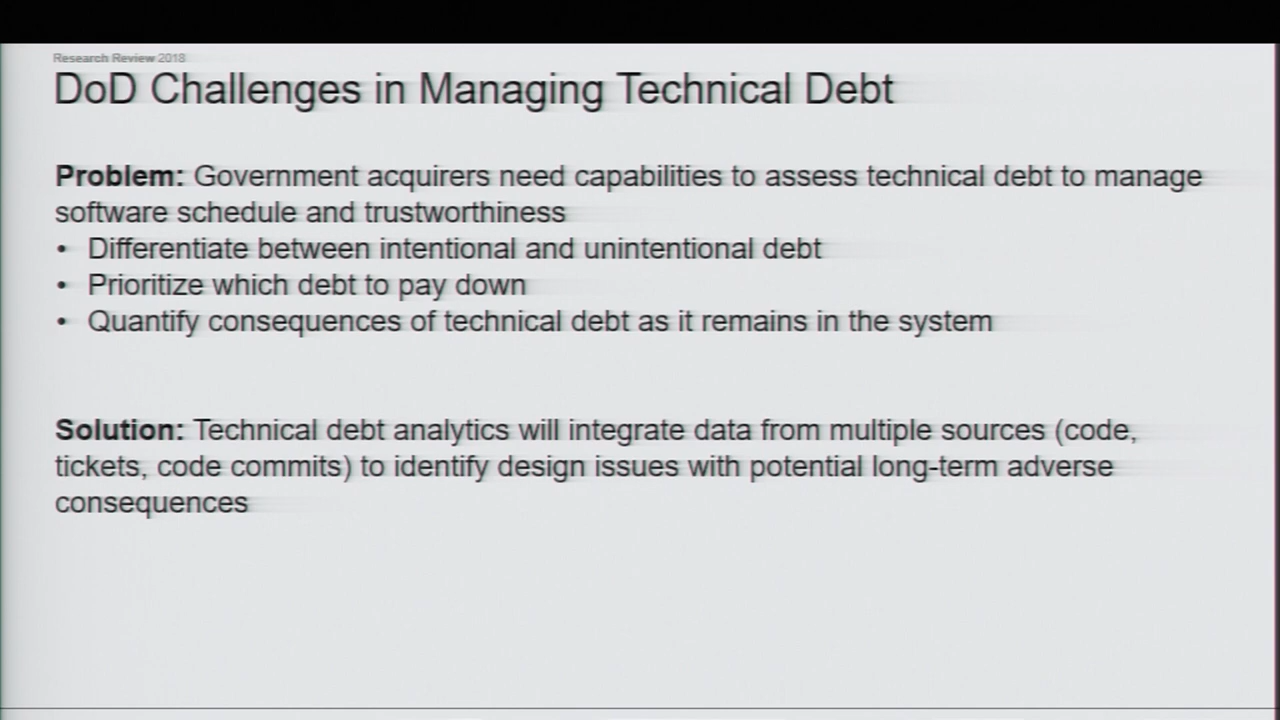 Research Review 2018
DoD Challenges in Managing Technical Debt
Problem: Government acquirers need capabilities to assess technical debt to manage
software schedule and trustworthiness
• Differentiate between intentional and unintentional debt
• Prioritize which debt to pay down
• Quantify consequences of technical debt as it remains in the system
Solution: Technical debt analytics will integrate data from multiple sources (code,
tickets, code commits) to identify design issues with potential long-term adverse
consequences